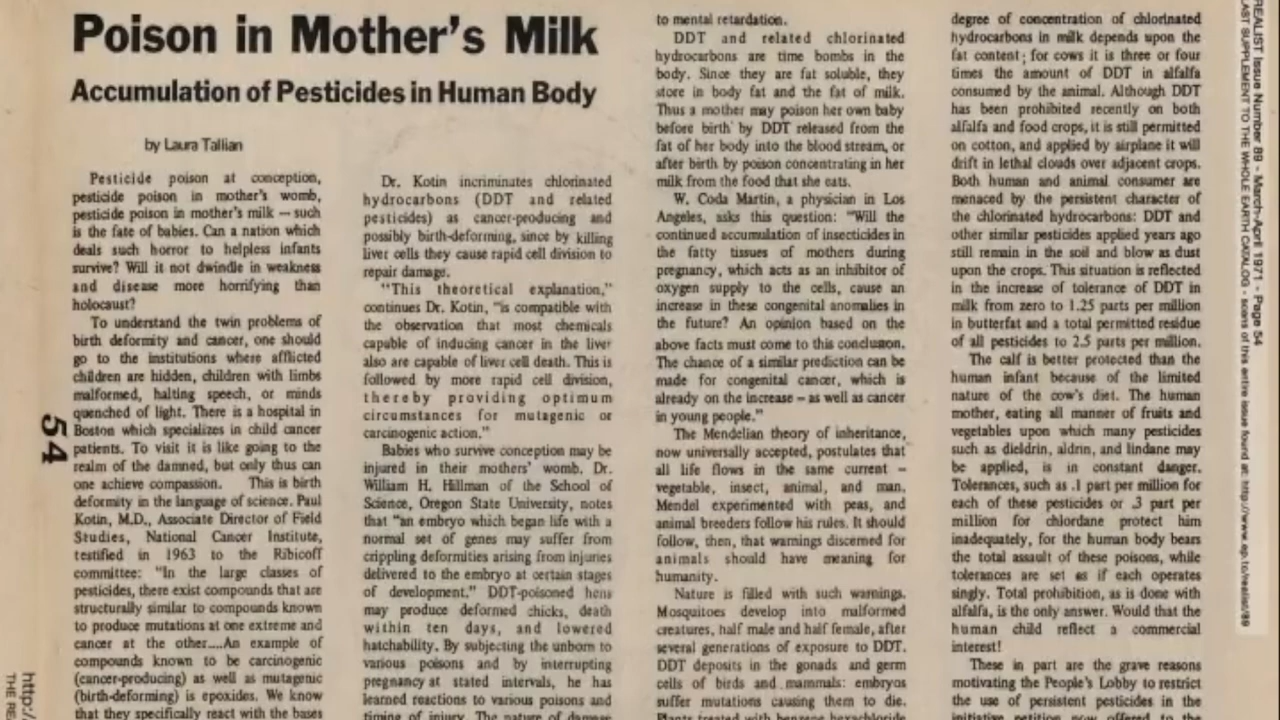 Poison in Mother's Milk
Accumulation of Pesticides in Human Body
by Laura Tallian
Pesticide poison at conception,
pesticide poison in mother's womb,
pesticide poison in mother's milk — such
is the fate of babies. Can a nation which
deals such horror to helpless infants
survive? Will it not dwindle in weakness
and disease more horrifying than
holocaust?
To understand the twin problems of
birth deformity and cancer, one should
go to the institutions where afflicted
children are hidden, children with limbs
malformed, halting speech, or minds
quenched of light. There is a hospital in
Boston which specializes in child cancer
patients. To visit it is like going to the
realm of the damned, but only thus can
one achieve compassion. This is birth
deformity in the language of science. Paul
Kotin, M.D., Associate Director of Field
Studies, National Cancer Institute,
testified in 1963 to the Ribicoff
committee: "In the large classes of
pesticides, there exist compounds that are
structurally similar to compounds known
to produce mutations at one extreme and
cancer at the other....An example of
compounds known to be carcinogenic
(cancer-producing) as well as mutagenic
(birth-deforming) is epoxides. We know
that they specifically react with the bases
Dr. Kotin incriminates chlorinated
hydrocarbons (DDT and related
pesticides) as cancer-producing and
possibly birth-deforming, since by killing
liver cells they cause rapid cell division to
repair damage.
"This theoretical explanation,"
continues Dr. Kotin, "is compatible with
the observation that most chemicals
capable of inducing cancer in the liver
also are capable of liver cell death. This is
followed by more rapid cell division,
thereby providing optimum
circumstances for mutagenic or
carcinogenic action."
Babies who survive conception may be
injured in their mothers' womb. Dr.
William H. Hillman of the School of
Science, Oregon State University, notes
that "an embryo which began life with a
normal set of genes may suffer from
crippling deformities arising from injuries
delivered to the embryo at certain stages
of development." DDT-poisoned hens
may produce deformed chicks, death
within ten days, and lowered
hatchability. By subjecting the unborn to
various poisons and by interrupting
pregnancy at stated intervals, he has
learned reactions to various poisons and
timing of injury. The nature of damage
to mental retardation.
DDT and related chlorinated
hydrocarbons are time bombs in the
body. Since they are fat soluble, they
store in body fat and the fat of milk.
Thus a mother may poison her own baby
before birth by DDT released from the
fat of her body into the blood stream, or
after birth by poison concentrating in her
milk from the food that she eats.
W. Coda Martin, a physician in Los
Angeles, asks this question: "Will the
continued accumulation of insecticides in
the fatty tissues of mothers during
pregnancy, which acts as an inhibitor of
oxygen supply to the cells, cause an
increase in these congenital anomalies in
the future? An opinion based on the
above facts must come to this conclusion.
The chance of a similar prediction can be
made for congenital cancer, which is
already on the increase — as well as cancer
in young people."
The Mendelian theory of inheritance,
now universally accepted, postulates that
all life flows in the same current —
vegetable, insect, animal, and man.
Mendel experimented with peas, and
animal breeders follow his rules. It should
follow, then, that warnings discerned for
animals should have meaning for
humanity.
Nature is filled with such warnings.
Mosquitoes develop into malformed
creatures, half male and half female, after
several generations of exposure to DDT.
DDT deposits in the gonads and germ
cells of birds and mammals: embryos
suffer mutations causing them to die.
Plants treated with benzene hexachloride
degree of concentration of chlorinated
hydrocarbons in milk depends upon the
fat content; for cows it is three or four
times the amount of DDT in alfalfa
consumed by the animal. Although DDT
has been prohibited recently on both
alfalfa and food crops, it is still permitted
on cotton, and applied by airplane it will
drift in lethal clouds over adjacent crops.
Both human and animal consumer are
menaced by the persistent character of
the chlorinated hydrocarbons: DDT and
other similar pesticides applied years ago
still remain in the soil and blow as dust
upon the crops. This situation is reflected
in the increase of tolerance of DDT in
milk from zero to 1.25 parts per million
in butterfat and a total permitted residue
of all pesticides to 2.5 parts per million.
The calf is better protected than the
human infant because of the limited
nature of the cow's diet. The human
mother, eating all manner of fruits and
vegetables upon which many pesticides
such as dieldrin, aldrin, and lindane may
be applied, is in constant danger.
Tolerances, such as .1 part per million for
each of these pesticides or .3 part per
million for chlordane protect him
inadequately, for the human body bears
the total assault of these poisons, while
tolerances are set as if each operates
singly. Total prohibition, as is done with
alfalfa, is the only answer. Would that the
human child reflect a commercial
interest!
These in part are the grave reasons
motivating the People's Lobby to restrict
the use of persistent pesticides in the
initiative petition now offered to
54
http:/
THE RE
REALIST Issue Number 89 - March-April 1971 - Page 54
AST SUPPLEMENT TO THE WHOLE EARTH CATALOG - scans of this entire issue found at: http://www.ep.tc/realist/89